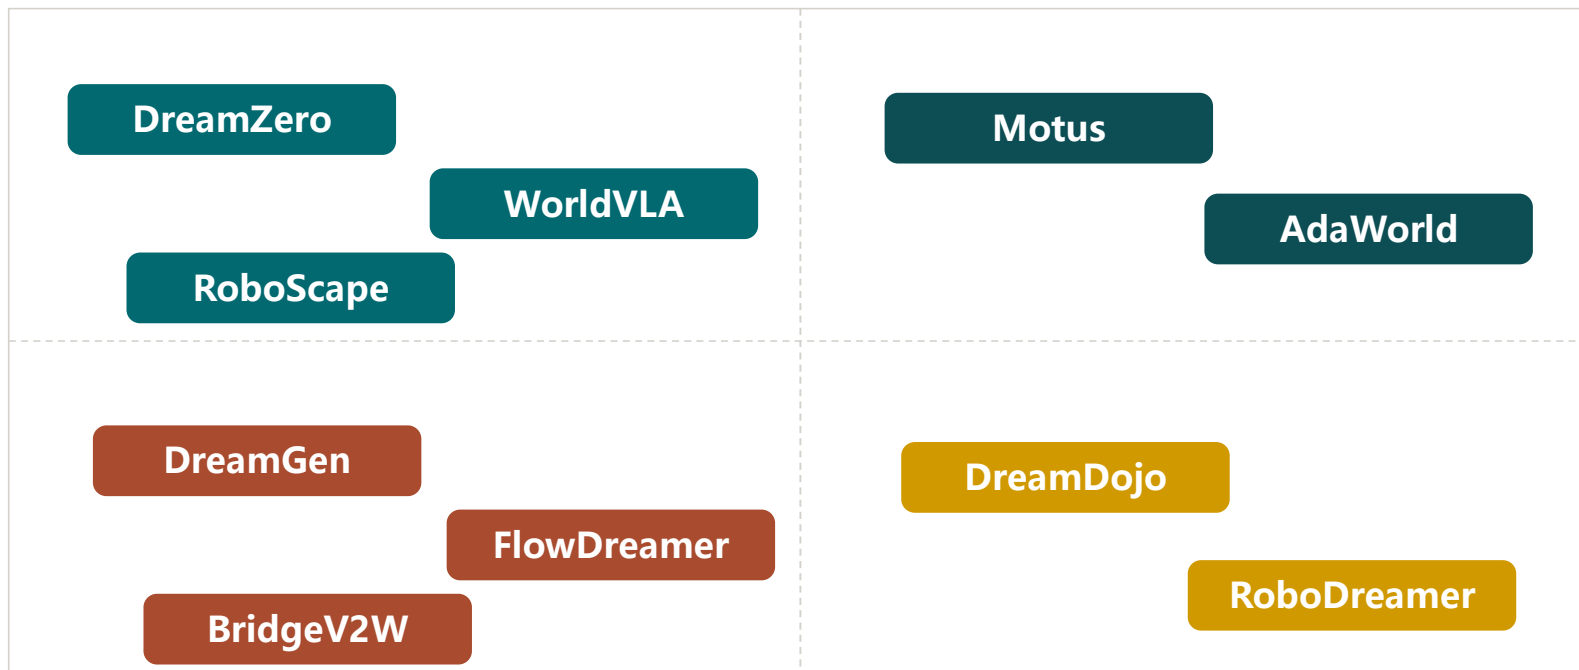 DreamZero
WorldVLA
RoboScape
Motus
AdaWorld
DreamGen
FlowDreamer
BridgeV2W
DreamDojo
RoboDreamer